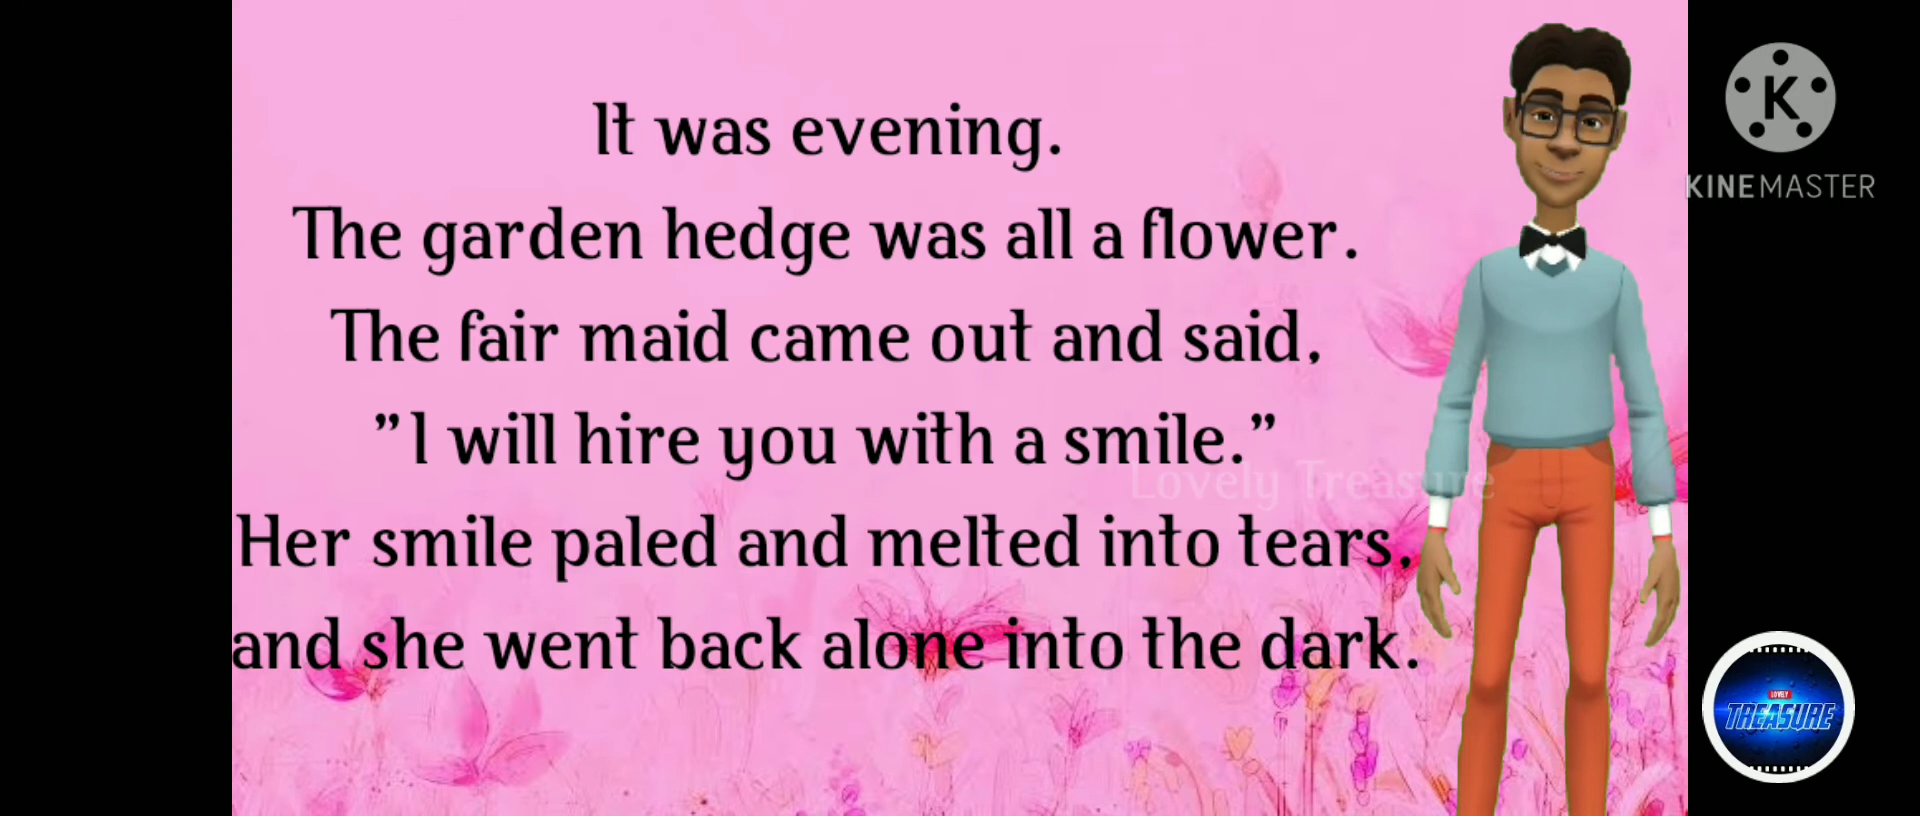 It was evening.
The garden hedge was all a flower.
The fair maid came out and said,
"I will hire you with a smile."
Her smile paled and melted into tears,
and she went back alone into the dark.
Lovely Treasure
K
KINEMASTER
LOVELY
TREASURE